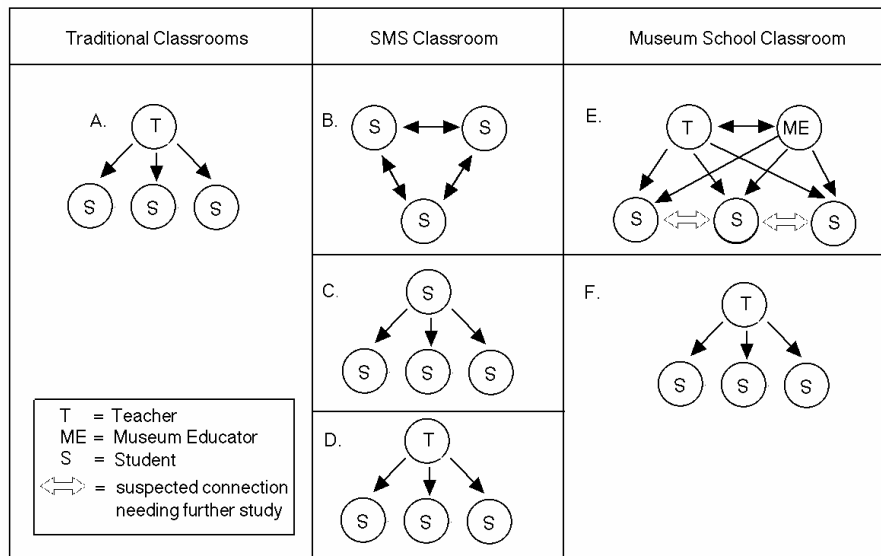 Traditional Classrooms
SMS Classroom
Museum School Classroom
A.
T
S S S
T = Teacher
ME = Museum Educator
S = Student
= suspected connection
needing further study
B.
S S
S
C.
S
S S S
D.
T
S S S
E.
T ME
S S S
F.
T
S S S